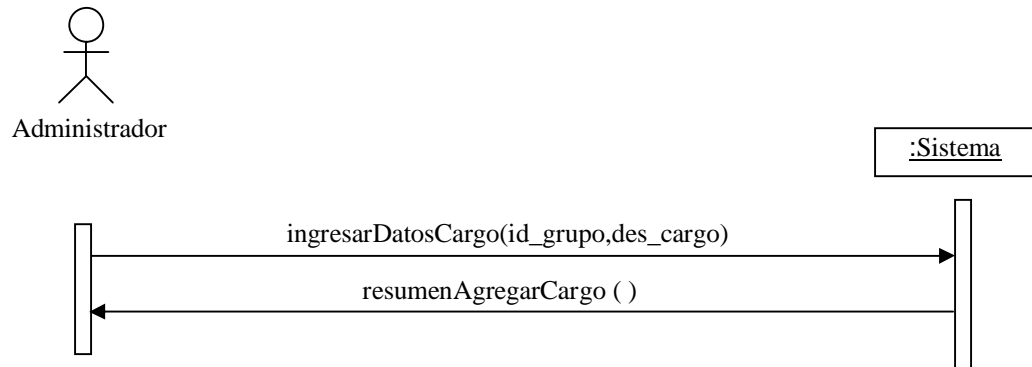 Administrador
:Sistema
ingresarDatosCargo(id_grupo,des_cargo)
resumenAgregarCargo ( )